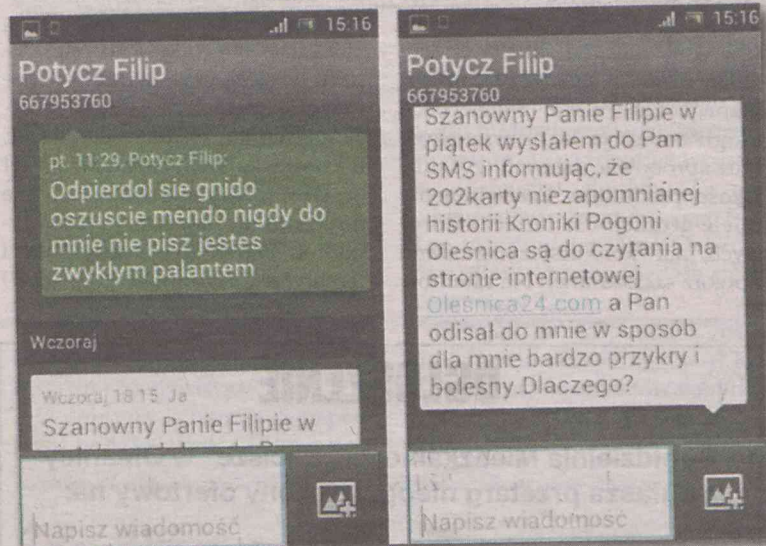 15:16
Potycz Filip
667953760
pt. 11:29, Potycz Filip:
Odpierdol sie gnido
oszuscie mendo nigdy do
mnie nie pisz jestes
zwyklym palantem
Wczoraj
Wczoraj 18:15 Ja
Szanowny Panie Filipie w
Napisz wiadomość
15:16
Potycz Filip
667953760
Szanowny Panie Filipie w
piątek wysłałem do Pan
SMS informując, że
202karty niezapomnianej
historii Kroniki Pogoni
Oleśnica są do czytania na
stronie internetowej
Oleśnica24.com a Pan
odisał do mnie w sposób
dla mnie bardzo przykry i
bolesny.Dlaczego?
Napisz wiadomość